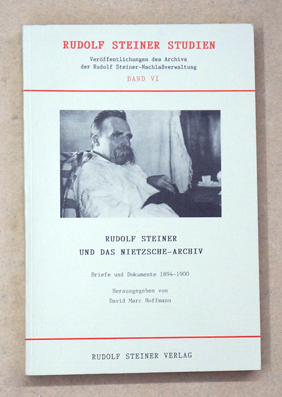 RUDOLF STEINER STUDIEN
Veröffentlichungen des Archivs
der Rudolf Steiner-Nachlaßverwaltung
BAND VI
RUDOLF STEINER
UND DAS NIETZSCHE-ARCHIV
Briefe und Dokumente 1894-1900
Herausgegeben von
David Marc Hoffmann
RUDOLF STEINER VERLAG